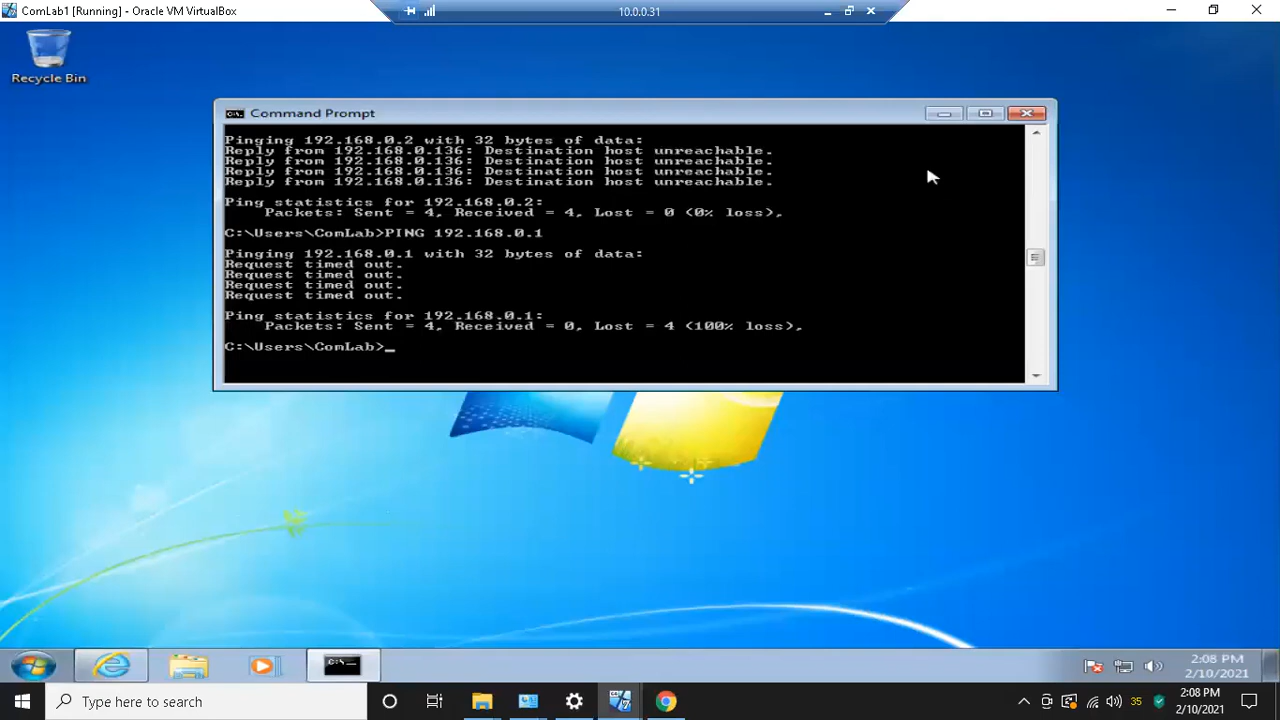 ComLab1 [Running] - Oracle VM VirtualBox
10.0.0.31
Recycle Bin
Command Prompt
Pinging 192.168.0.2 with 32 bytes of data:
Reply from 192.168.0.136: Destination host unreachable.
Reply from 192.168.0.136: Destination host unreachable.
Reply from 192.168.0.136: Destination host unreachable.
Reply from 192.168.0.136: Destination host unreachable.
Ping statistics for 192.168.0.2:
Packets: Sent = 4, Received = 4, Lost = 0 (0% loss),
C:\Users\ComLab>PING 192.168.0.1
Pinging 192.168.0.1 with 32 bytes of data:
Request timed out.
Request timed out.
Request timed out.
Request timed out.
Ping statistics for 192.168.0.1:
Packets: Sent = 4, Received = 0, Lost = 4 (100% loss),
C:\Users\ComLab>_
2:08 PM
2/10/2021
Type here to search
35
2:08 PM
2/10/2021